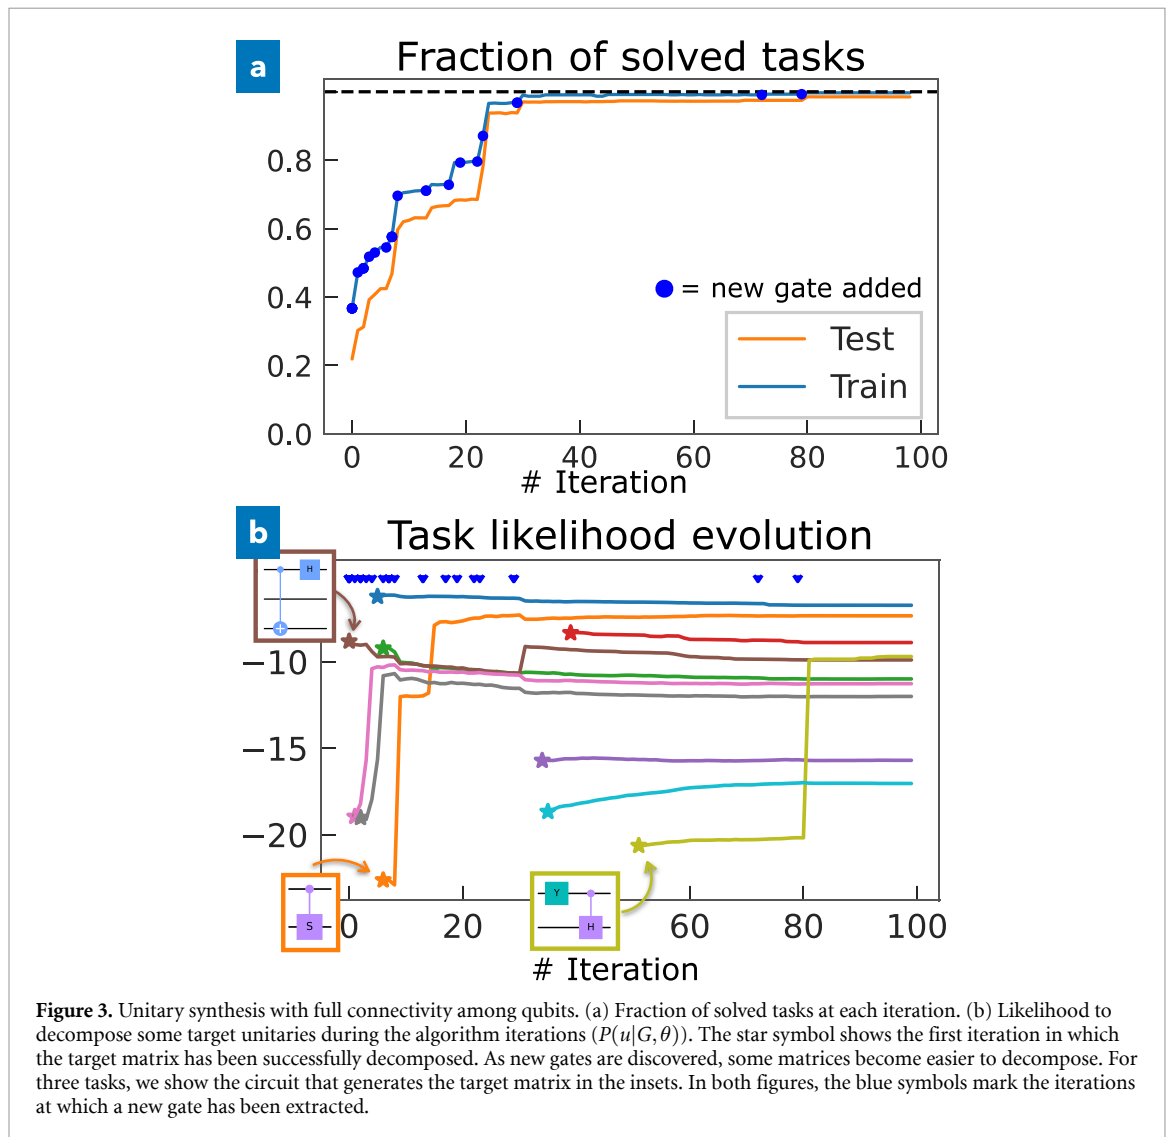 a
Fraction of solved tasks
0.8
0.6
0.4
0.2
0.0
● = new gate added
Test
Train
0 20 40 60 80 100
# Iteration
b
Task likelihood evolution
H
−10
−15
−20
S
Y
H
0 20 60 80 100
# Iteration
Figure 3. Unitary synthesis with full connectivity among qubits. (a) Fraction of solved tasks at each iteration. (b) Likelihood to
decompose some target unitaries during the algorithm iterations (P(u|G,θ)). The star symbol shows the first iteration in which
the target matrix has been successfully decomposed. As new gates are discovered, some matrices become easier to decompose. For
three tasks, we show the circuit that generates the target matrix in the insets. In both figures, the blue symbols mark the iterations
at which a new gate has been extracted.